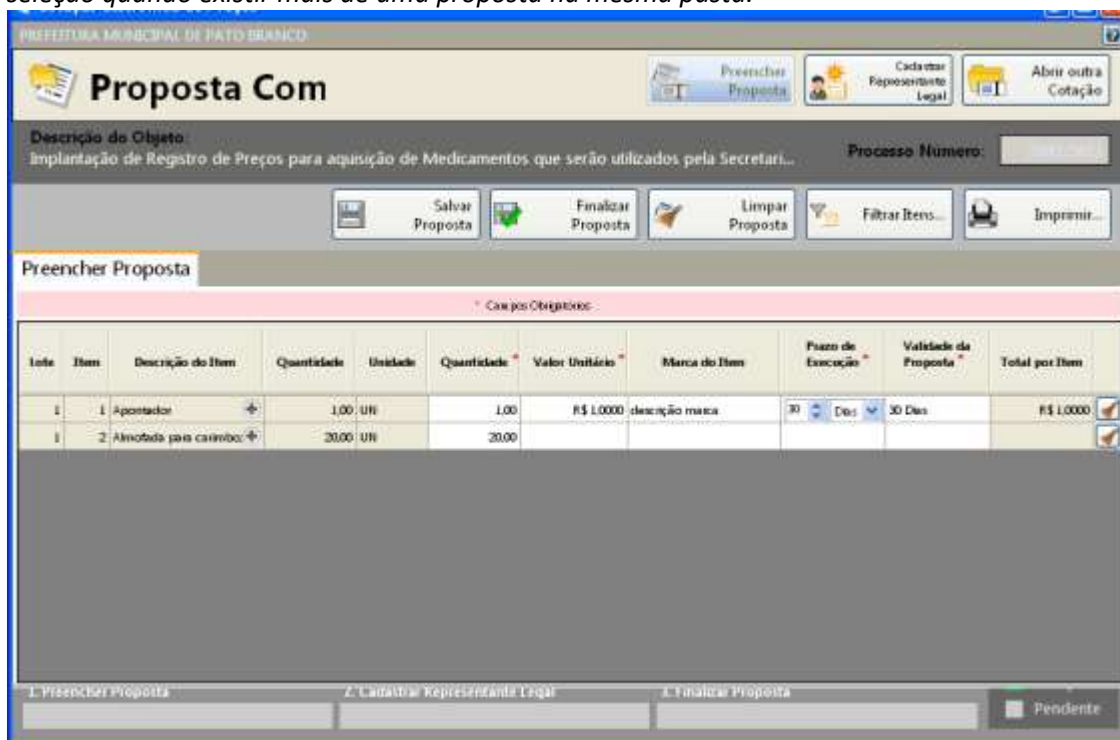 seleção quando existir mais de uma proposta na mesma pasta.
PREFEITURA MUNICIPAL DE PATO BRANCO
Proposta Com
Preencher
Proposta
Cadastrar
Representante
Legal
Abrir outra
Cotação
Descrição do Objeto:
Implantação de Registro de Preços para aquisição de Medicamentos que serão utilizados pela Secretari...
Processo Número:
Salvar
Proposta
Finalizar
Proposta
Limpar
Proposta
Filtrar Itens...
Imprimir...
Preencher Proposta
* Campos Obrigatórios
Lote Item Descrição do Item Quantidade Unidade Quantidade * Valor Unitário * Marca do Item Prazo de Execução * Validade da Proposta * Total por Item
1 1 Apontador + 1,00 UN 1,00 R$ 1,0000 descrição marca 30 Dias 30 Dias R$ 1,0000
1 2 Almofada para carimbo: + 20,00 UN 20,00
1. Preencher Proposta 2. Cadastrar Representante Legal 3. Finalizar Proposta
Pendente